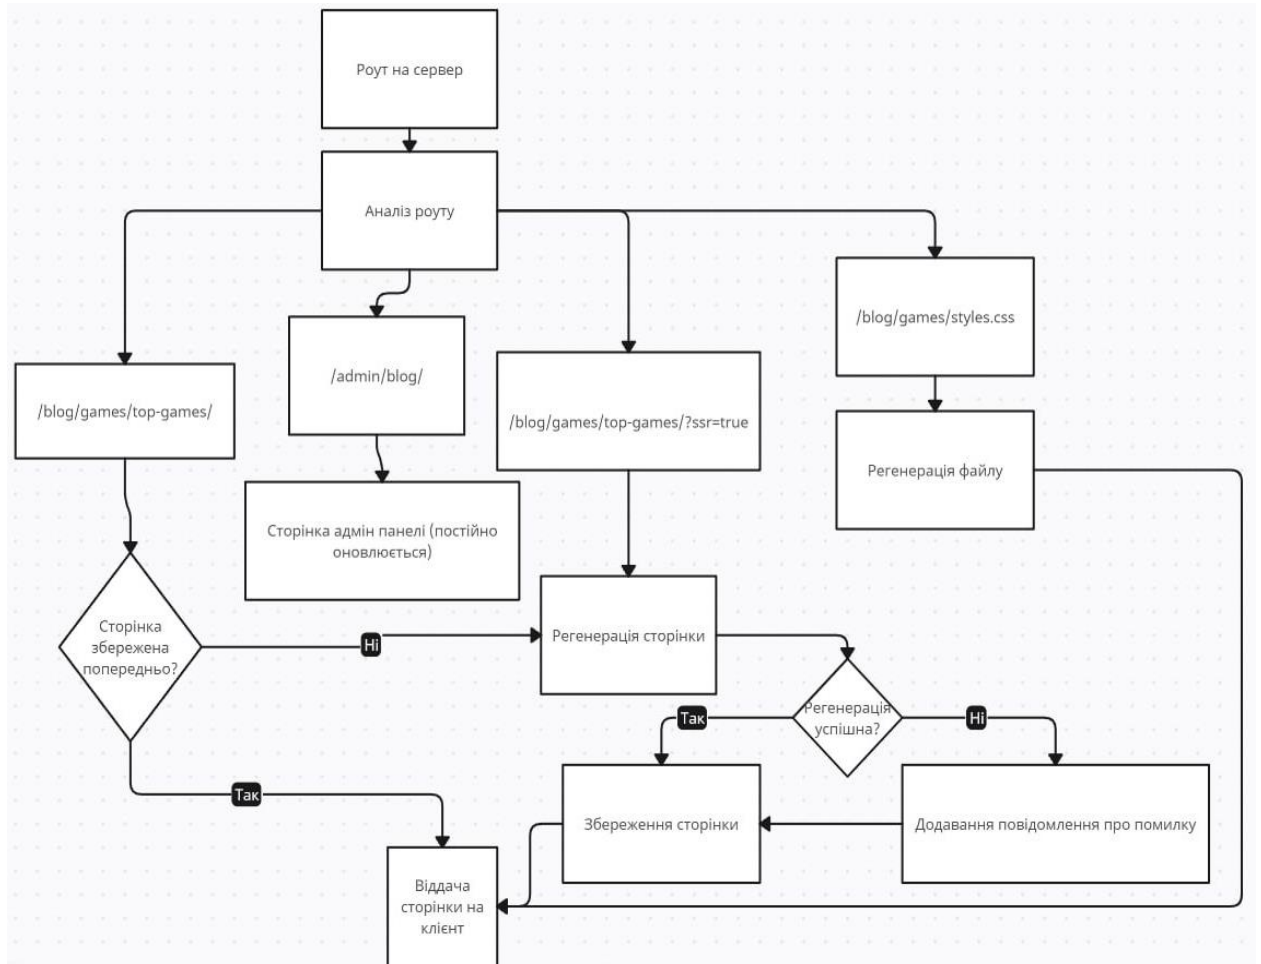 Роут на сервер
Аналіз роуту
/blog/games/styles.css
/admin/blog/
/blog/games/top-games/
/blog/games/top-games/?ssr=true
Регенерація файлу
Сторінка адмін панелі (постійно
оновлюється)
Сторінка
збережена
попередньо?
Ні
Регенерація сторінки
Регенерація
успішна?
Так
Ні
Так
Збереження сторінки
Додавання повідомлення про помилку
Віддача
сторінки на
клієнт